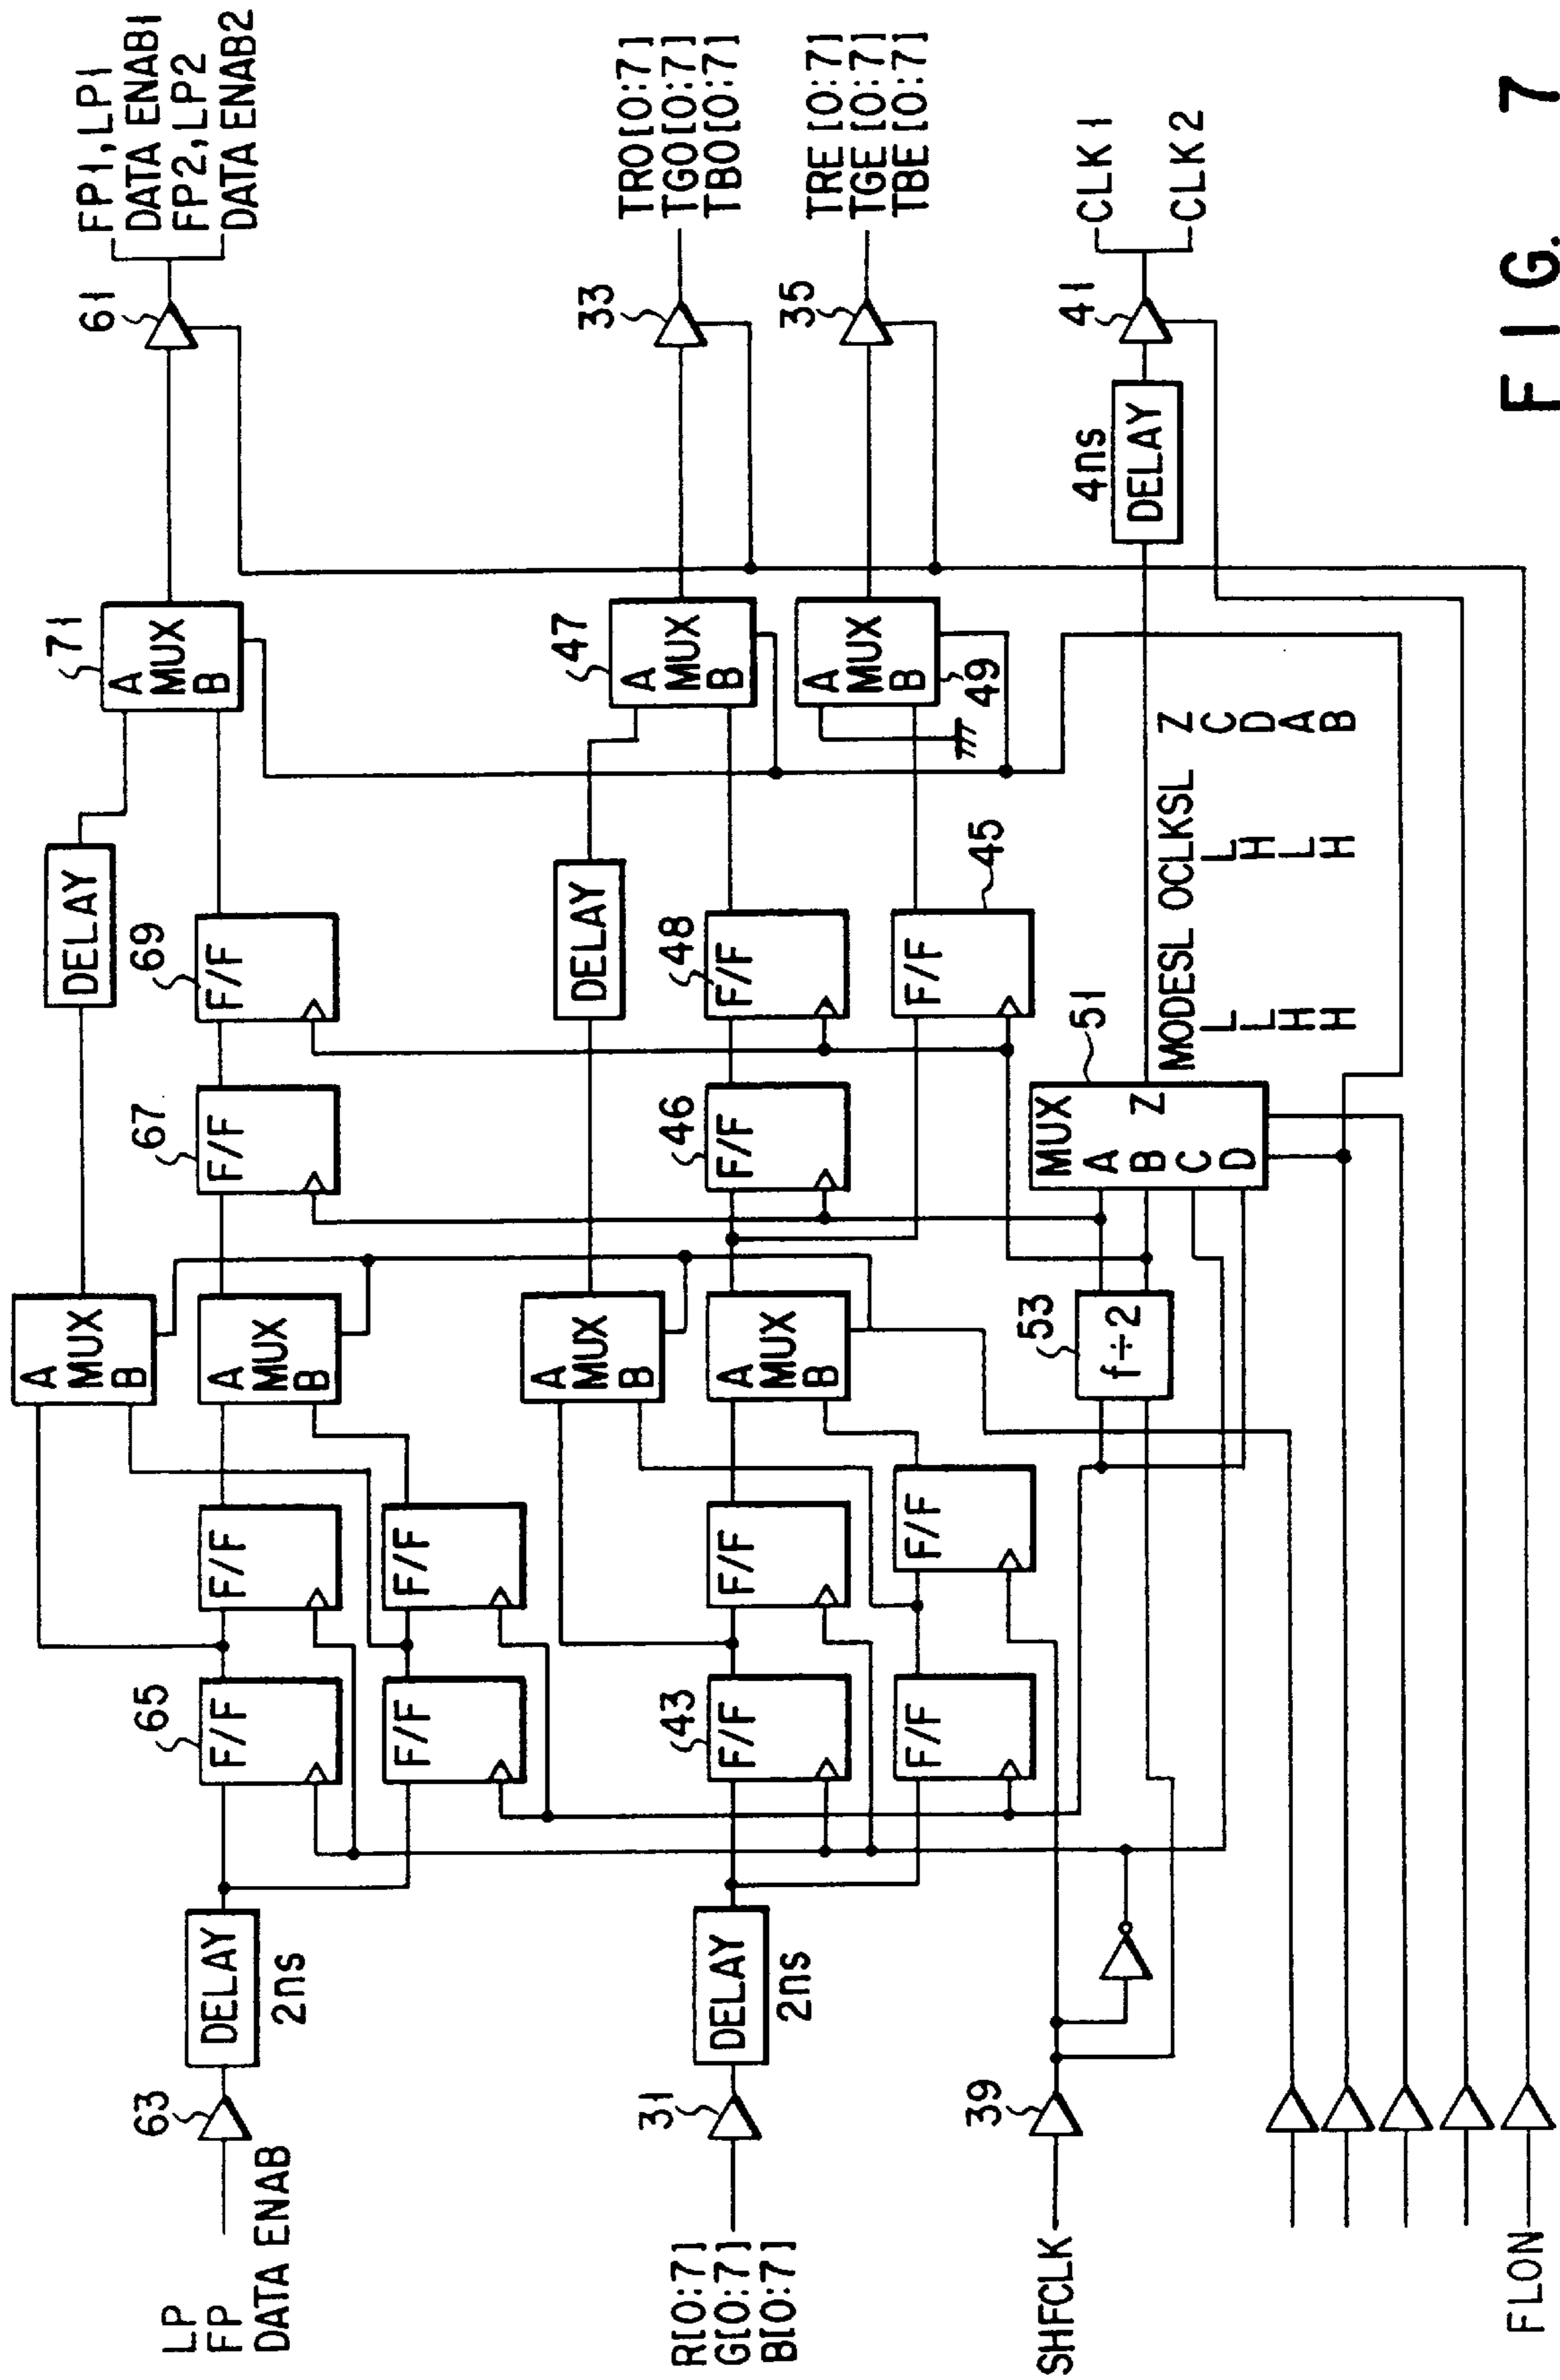 LP
FP
DATA ENAB
63
DELAY
2ns
65
F/F
F/F
F/F
F/F
A
MUX
B
A
MUX
B
67
F/F
69
F/F
DELAY
71
A
MUX
B
61
FP1,LP1
DATA ENAB1
FP2,LP2
DATA ENAB2
R[0:7]
G[0:7]
B[0:7]
31
DELAY
2ns
43
F/F
F/F
F/F
F/F
A
MUX
B
A
MUX
B
46
F/F
48
F/F
DELAY
F/F
45
47
A
MUX
B
A
MUX
B
49
33
TRO[0:7]
TGO[0:7]
TBO[0:7]
35
TRE[0:7]
TGE[0:7]
TBE[0:7]
SHFCLK
39
53
f÷2
51
MUX
A
B Z
C
D
MODESL OCLKSL Z
L L C
L H D
H L A
H H B
4ns
DELAY
41
CLK1
CLK2
FLON
FIG. 7